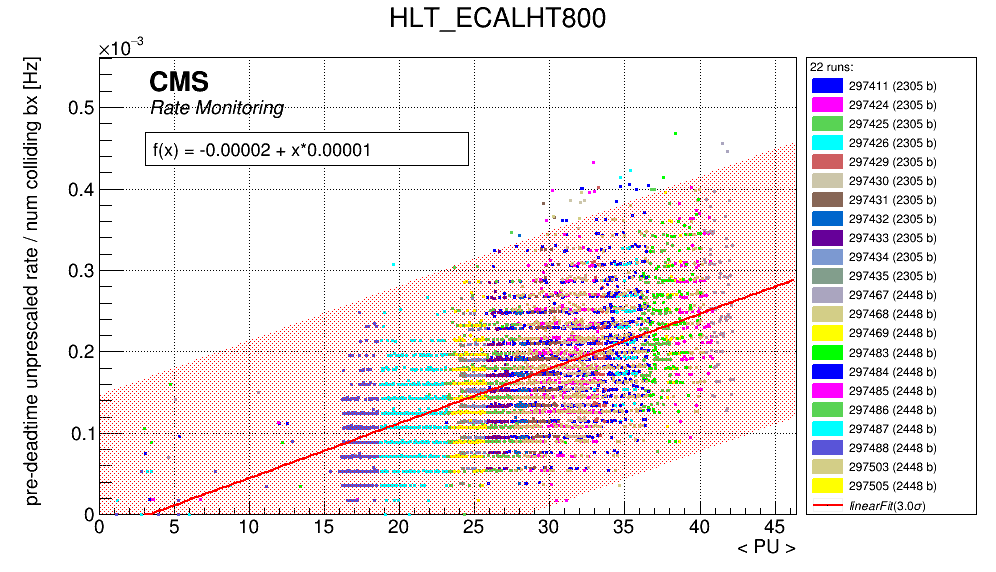 HLT_ECALHT800
×10⁻³
pre-deadtime unprescaled rate / num colliding bx [Hz]
CMS
Rate Monitoring
f(x) = -0.00002 + x*0.00001
0.5
0.4
0.3
0.2
0.1
0
0 5 10 15 20 25 30 35 40 45
< PU >
22 runs:
297411 (2305 b)
297424 (2305 b)
297425 (2305 b)
297426 (2305 b)
297429 (2305 b)
297430 (2305 b)
297431 (2305 b)
297432 (2305 b)
297433 (2305 b)
297434 (2305 b)
297435 (2305 b)
297467 (2448 b)
297468 (2448 b)
297469 (2448 b)
297483 (2448 b)
297484 (2448 b)
297485 (2448 b)
297486 (2448 b)
297487 (2448 b)
297488 (2448 b)
297503 (2448 b)
297505 (2448 b)
linearFit(3.0σ)